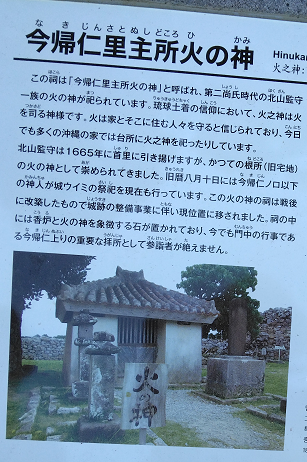 今帰仁里主所火の神
Hinukan
火之神:
この祠は「今帰仁里主所火の神」と呼ばれ、第二尚氏時代の北山監守
一族の火の神が祀られています。琉球土着の信仰において、火之神は火
を司る神様です。火は家とそこに住む人々を守ると信じられており、今日
でも多くの沖縄の家では台所に火之神を祀ったりしています。
北山監守は1665年に首里に引き揚げますが、かつての殿所(旧宅地)
の火の神として崇められてきました。旧暦八月十日には今帰仁ノロ以下
の神人が城ウイミの祭祀を現在も行っています。この火の神の祠は戦後
に改築したもので城跡の整備事業に伴い現位置に移されました。祠の中
には香炉と火の神を象徴する石が置かれており、今でも門中の行事であ
る今帰仁上りの重要な拝所として参詣者が絶えません。
火の神